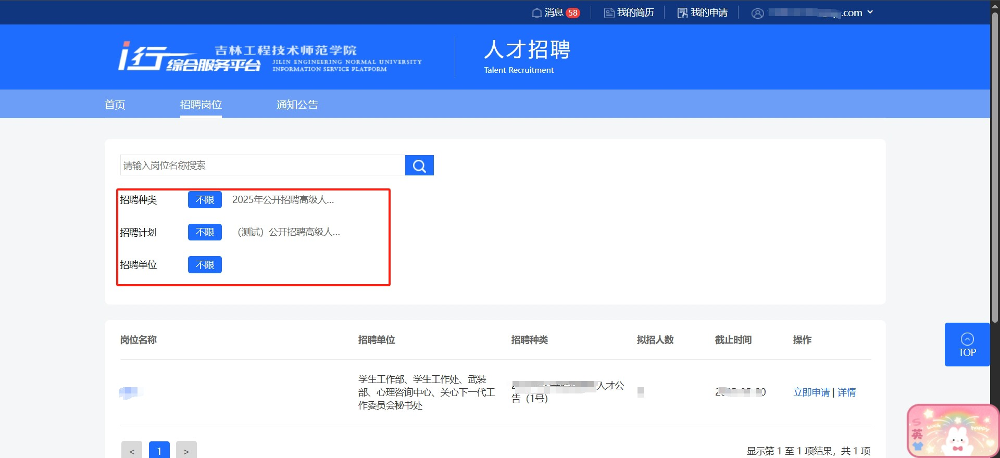 消息 58 我的简历 我的申请 .com
i行 综合服务平台
吉林工程技术师范学院
JILIN ENGINEERING NORMAL UNIVERSITY
INFORMATION SERVICE PLATFORM
人才招聘
Talent Recruitment
首页 招聘岗位 通知公告
请输入岗位名称搜索
招聘种类 不限 2025年公开招聘高级人...
招聘计划 不限 （测试）公开招聘高级人...
招聘单位 不限
岗位名称 招聘单位 招聘种类 拟招人数 截止时间 操作
学生工作部、学生工作处、武装
部、心理咨询中心、关心下一代工
作委员会秘书处
人才公
告（1号）
立即申请 | 详情
TOP
< 1 >
显示第 1 至 1 项结果，共 1 项
S
英
Luck
happy